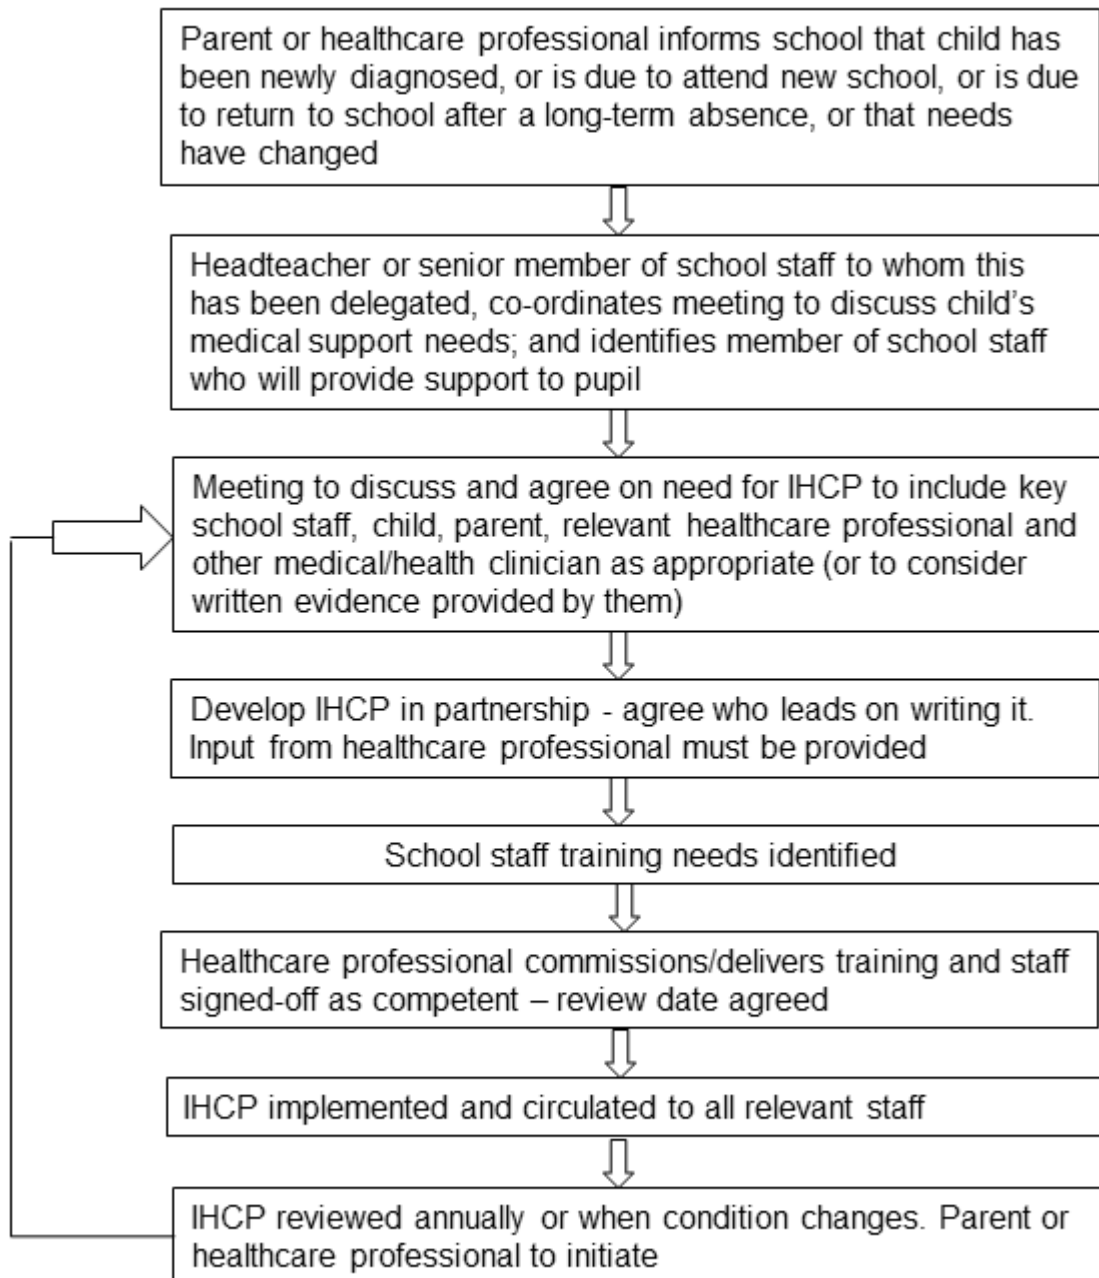 Parent or healthcare professional informs school that child has
been newly diagnosed, or is due to attend new school, or is due
to return to school after a long-term absence, or that needs
have changed
Headteacher or senior member of school staff to whom this
has been delegated, co-ordinates meeting to discuss child's
medical support needs; and identifies member of school staff
who will provide support to pupil
Meeting to discuss and agree on need for IHCP to include key
school staff, child, parent, relevant healthcare professional and
other medical/health clinician as appropriate (or to consider
written evidence provided by them)
Develop IHCP in partnership - agree who leads on writing it.
Input from healthcare professional must be provided
School staff training needs identified
Healthcare professional commissions/delivers training and staff
signed-off as competent – review date agreed
IHCP implemented and circulated to all relevant staff
IHCP reviewed annually or when condition changes. Parent or
healthcare professional to initiate